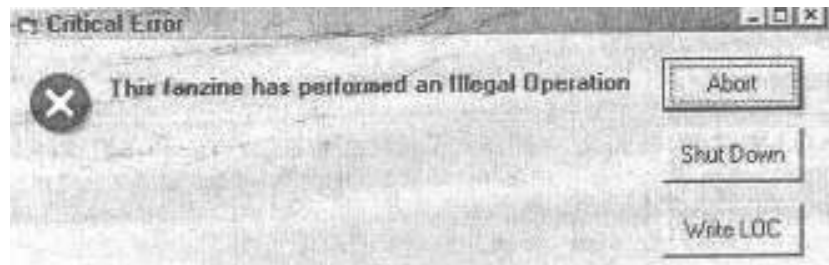 Critical Error
This fanzine has performed an Illegal Operation
Abort
Shut Down
Write LOC